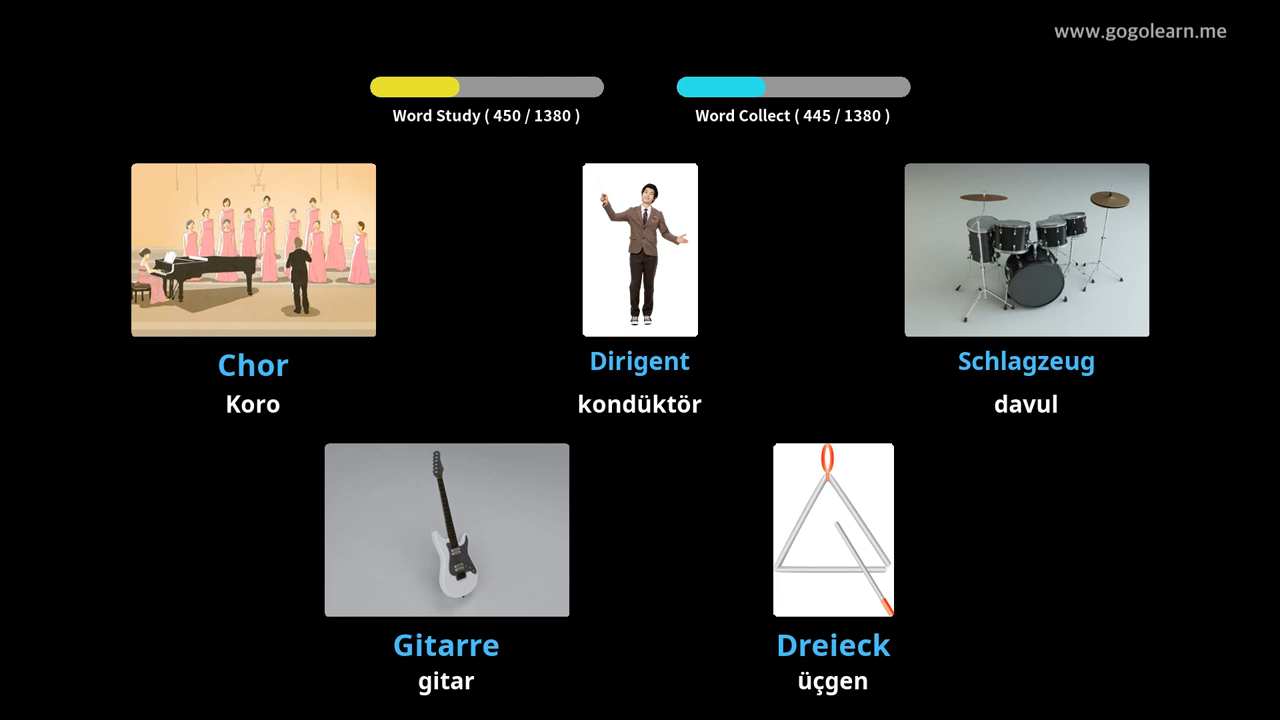 www.gogolearn.me
Word Study ( 450 / 1380 )
Word Collect ( 445 / 1380 )
Chor
Koro
Dirigent
kondüktör
Schlagzeug
davul
Gitarre
gitar
Dreieck
üçgen